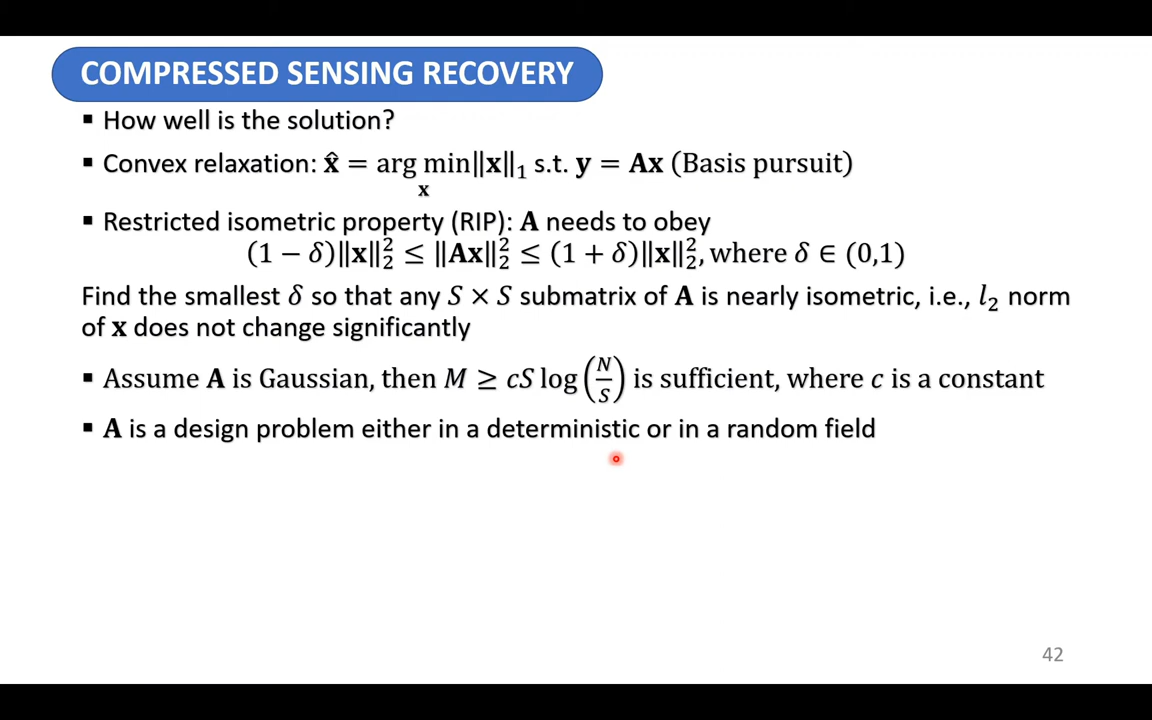 COMPRESSED SENSING RECOVERY
▪ How well is the solution?
▪ Convex relaxation: x̂ = arg min‖x‖₁ s.t. y = Ax (Basis pursuit)
x
▪ Restricted isometric property (RIP): A needs to obey
(1 − δ)‖x‖₂² ≤ ‖Ax‖₂² ≤ (1 + δ)‖x‖₂², where δ ∈ (0,1)
Find the smallest δ so that any S × S submatrix of A is nearly isometric, i.e., l₂ norm
of x does not change significantly
▪ Assume A is Gaussian, then M ≥ cS log(N/S) is sufficient, where c is a constant
▪ A is a design problem either in a deterministic or in a random field
42